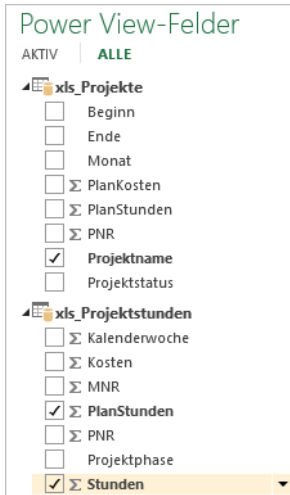 Power View-Felder
AKTIV ALLE
xls_Projekte
Beginn
Ende
Monat
Σ PlanKosten
Σ PlanStunden
Σ PNR
Projektname
Projektstatus
xls_Projektstunden
Σ Kalenderwoche
Σ Kosten
Σ MNR
Σ PlanStunden
Σ PNR
Projektphase
Σ Stunden